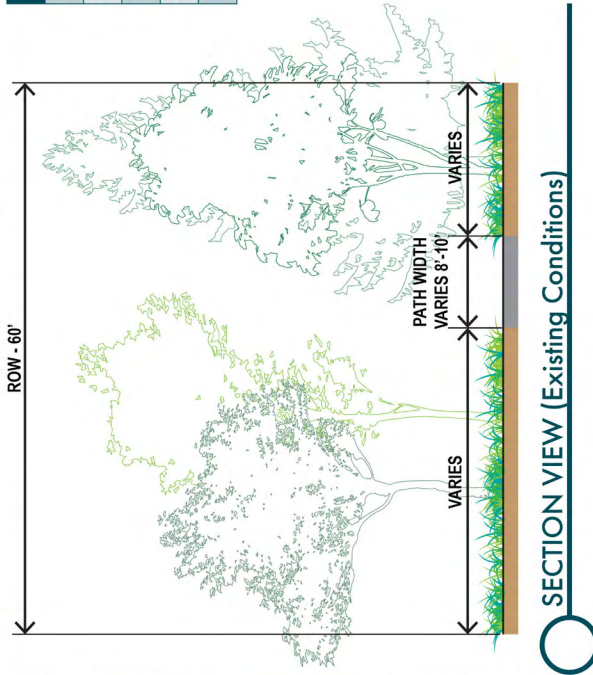 ROW - 60'
VARIES
PATH WIDTH
VARIES 8'-10'
VARIES
SECTION VIEW (Existing Conditions)